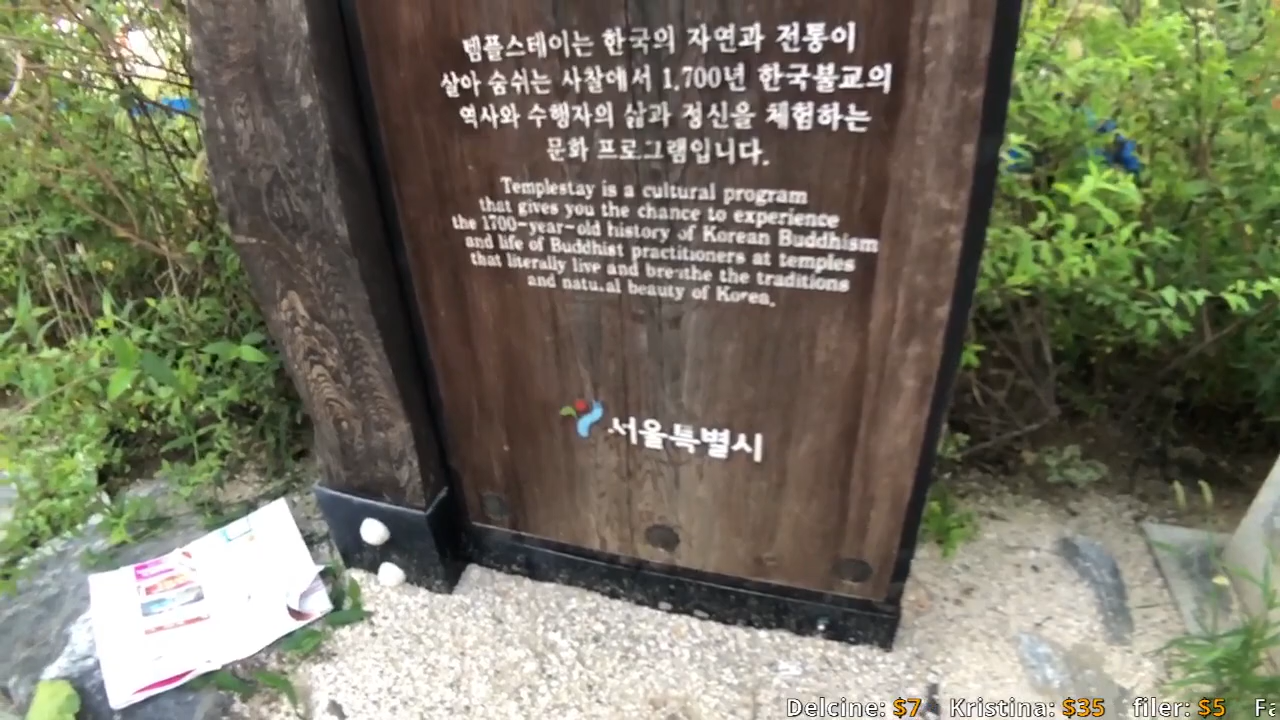 템플스테이는 한국의 자연과 전통이
살아 숨쉬는 사찰에서 1,700년 한국불교의
역사와 수행자의 삶과 정신을 체험하는
문화 프로그램입니다.
Templestay is a cultural program
that gives you the chance to experience
the 1700-year-old history of Korean Buddhism
and life of Buddhist practitioners at temples
that literally live and breathe the traditions
and natural beauty of Korea.
서울특별시
Delcine: $7 Kristina: $35 filer: $5 Fa